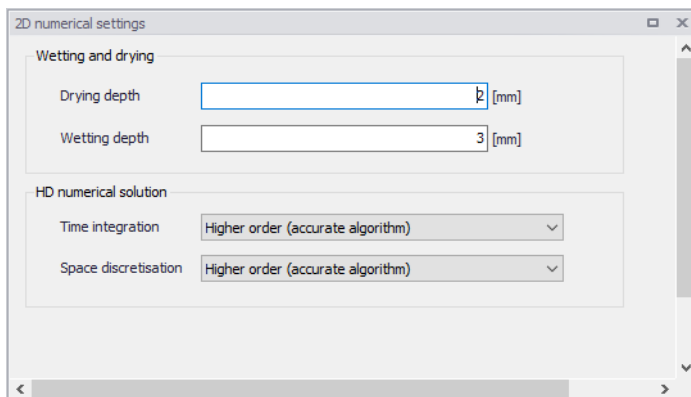 2D numerical settings
Wetting and drying
Drying depth 2 [mm]
Wetting depth 3 [mm]
HD numerical solution
Time integration Higher order (accurate algorithm)
Space discretisation Higher order (accurate algorithm)